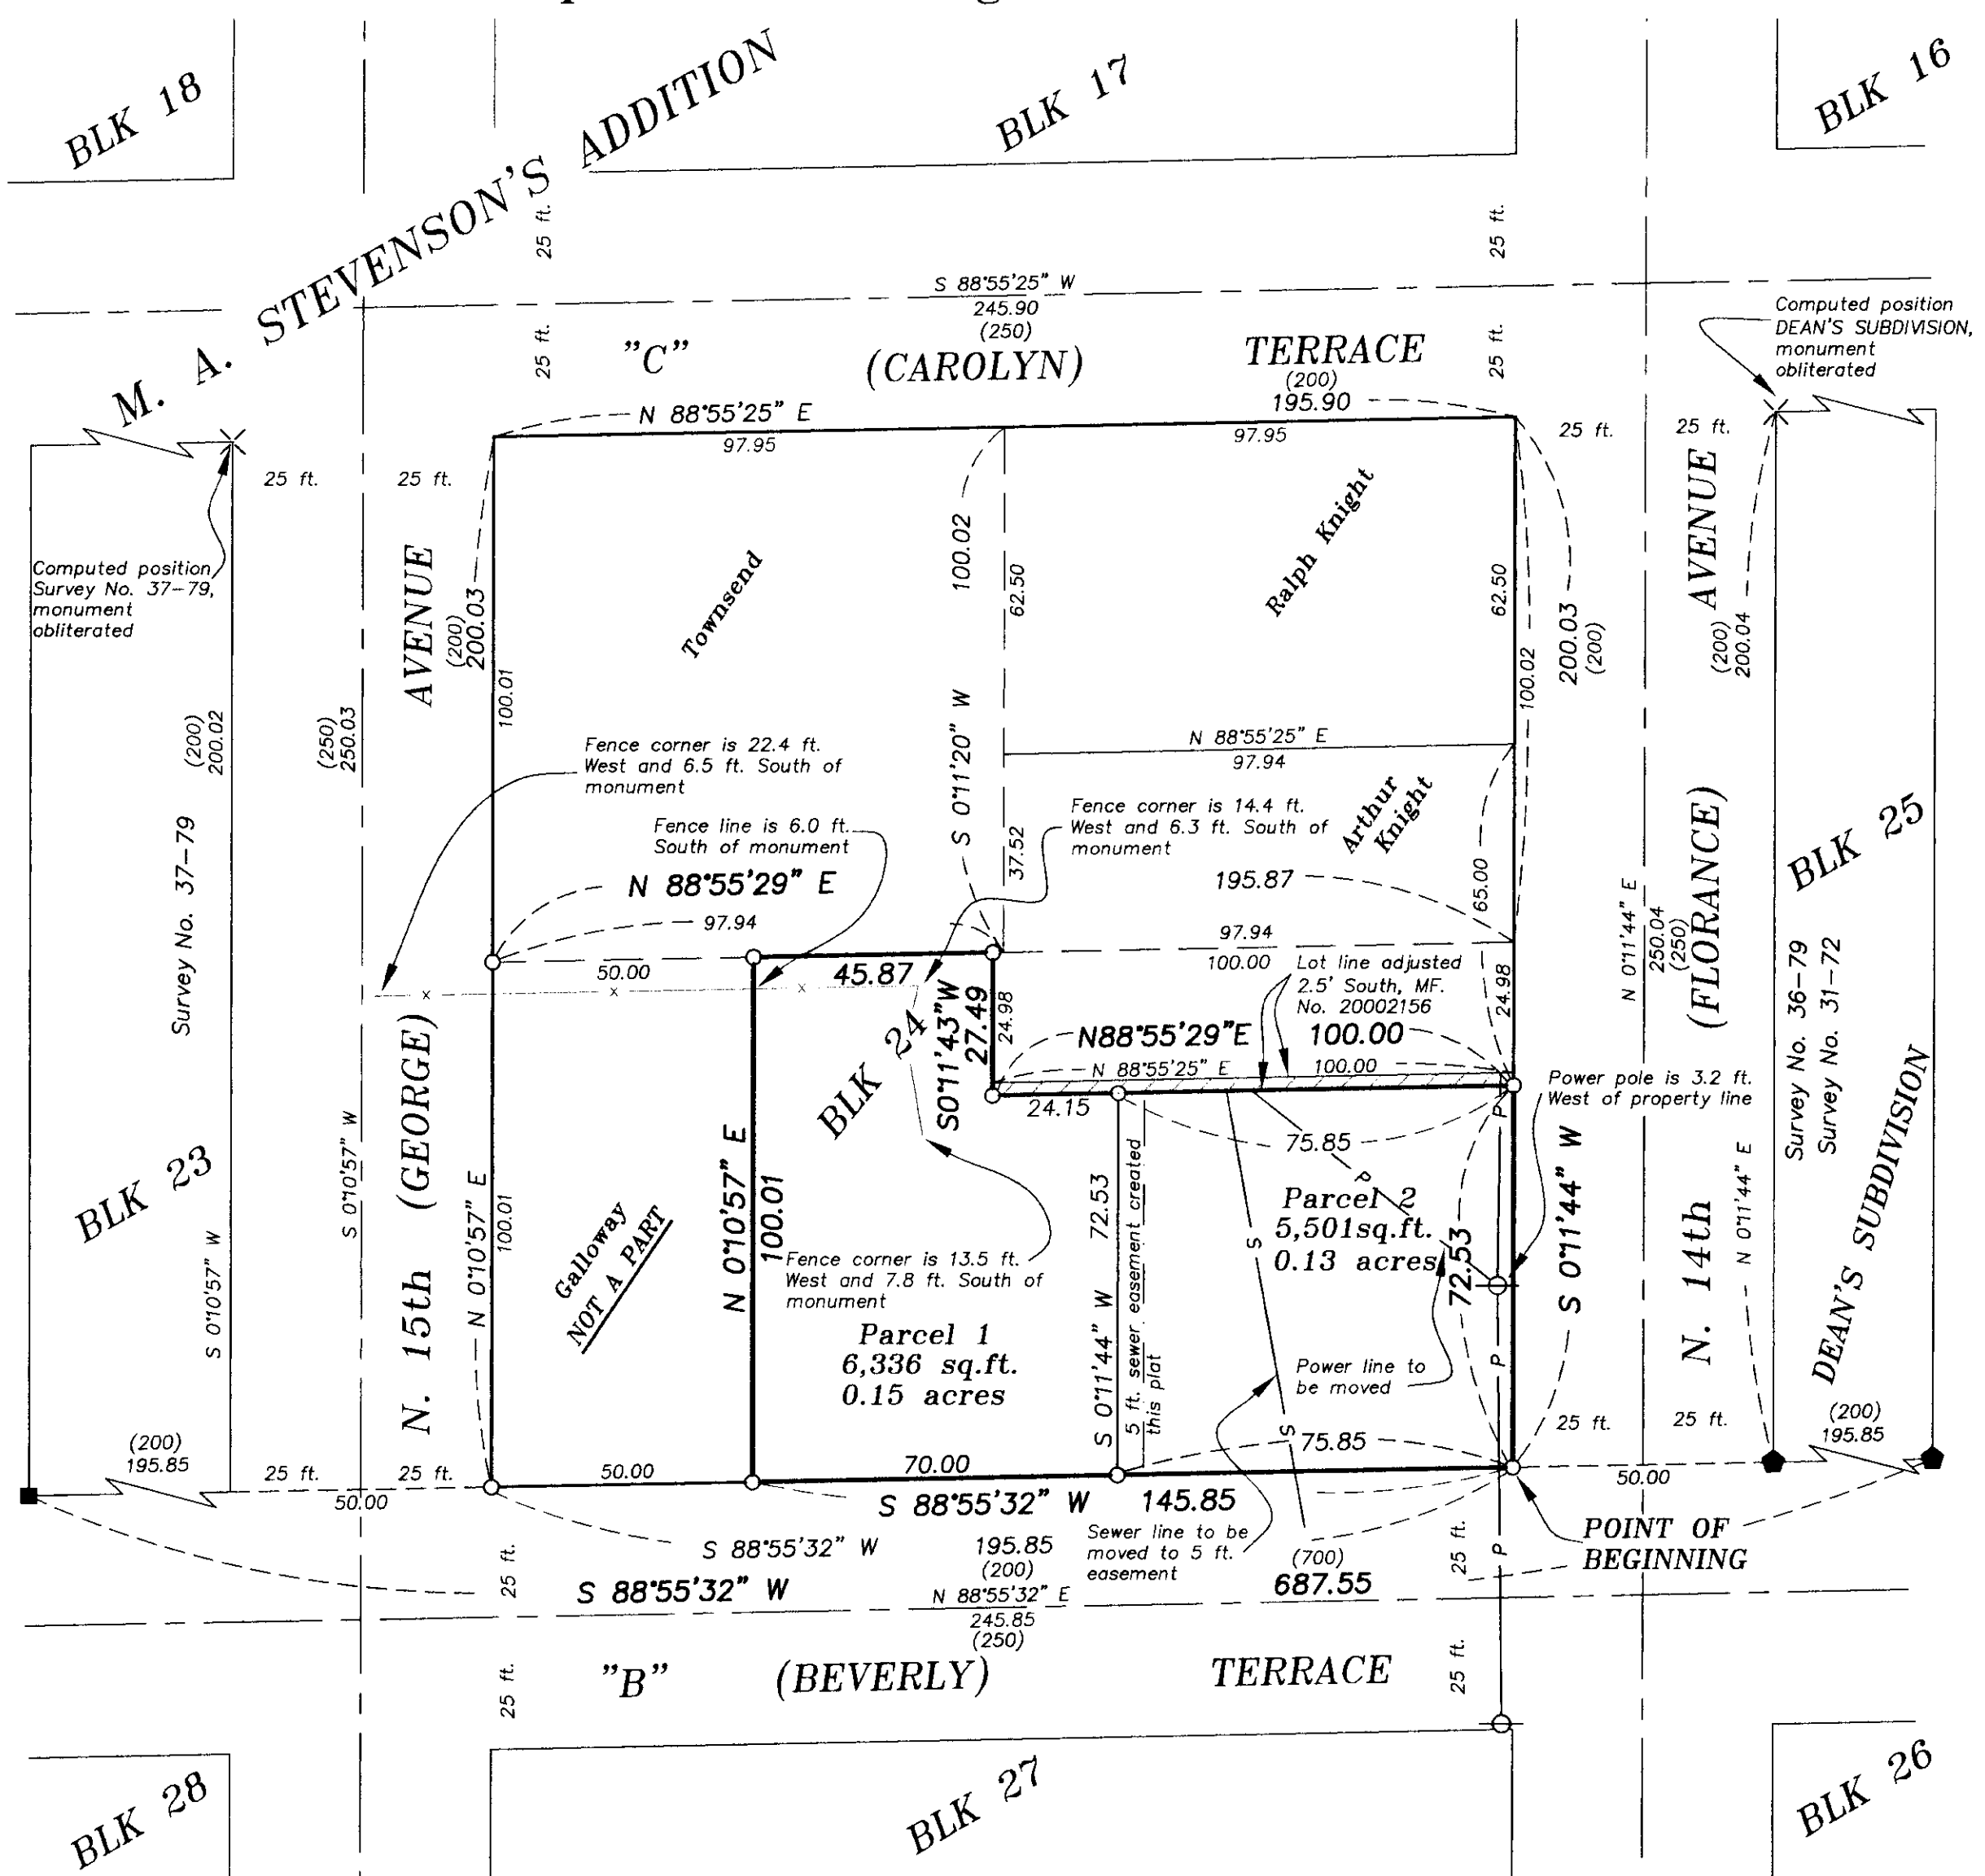 BLK 18
M. A. STEVENSON'S ADDITION
BLK 17
BLK 16
25 ft.
25 ft.
S 88°55'25" W
245.90
(250)
25 ft.
25 ft.
"C" (CAROLYN) TERRACE
Computed position
DEAN'S SUBDIVISION,
monument
obliterated
(200)
195.90
N 88°55'25" E
97.95
97.95
25 ft.
25 ft.
25 ft.
25 ft.
Computed position
Survey No. 37-79,
monument
obliterated
AVENUE
(200)
200.03
100.01
Townsend
100.02
62.50
Ralph Knight
62.50
100.02
200.03
(200)
AVENUE
(200)
200.04
(200)
200.02
(250)
250.03
Survey No. 37-79
Fence corner is 22.4 ft.
West and 6.5 ft. South of
monument
S 0°11'20" W
N 88°55'25" E
97.94
Fence line is 6.0 ft.
South of monument
Fence corner is 14.4 ft.
West and 6.3 ft. South of
monument
Arthur
Knight
37.52
65.00
N 88°55'29" E
195.87
97.94
97.94
50.00
45.87
100.00
Lot line adjusted
2.5' South, MF.
No. 20002156
24.98
N 0°11'44" E
250.04
(250)
(FLORANCE)
BLK 25
Survey No. 36-79
Survey No. 31-72
x
x
x
BLK 24
S0°11'43"W
27.49
24.98
N88°55'29"E 100.00
N 88°55'25" E
100.00
24.15
75.85
Power pole is 3.2 ft.
West of property line
P
S 0°10'57" W
N. 15th (GEORGE)
N 0°10'57" E
100.01
BLK 23
S 0°10'57" W
Galloway
NOT A PART
N 0°10'57" E
100.01
Fence corner is 13.5 ft.
West and 7.8 ft. South of
monument
Parcel 1
6,336 sq.ft.
0.15 acres
S 0°11'44" W 72.53
5 ft. sewer easement created
this plat
P
S
Parcel 2
5,501sq.ft.
0.13 acres
72.53
S 0°11'44" W
N. 14th
N 0°11'44" E
DEAN'S SUBDIVISION
Power line to
be moved
P
S
(200)
195.85
25 ft.
25 ft.
50.00
50.00
70.00
75.85
25 ft.
25 ft.
50.00
(200)
195.85
S 88°55'32" W 145.85
S 88°55'32" W
195.85
(200)
Sewer line to be
moved to 5 ft.
easement
(700)
687.55
25 ft.
P
POINT OF
BEGINNING
25 ft.
S 88°55'32" W
N 88°55'32" E
245.85
(250)
25 ft.
25 ft.
"B" (BEVERLY) TERRACE
BLK 28
BLK 27
BLK 26